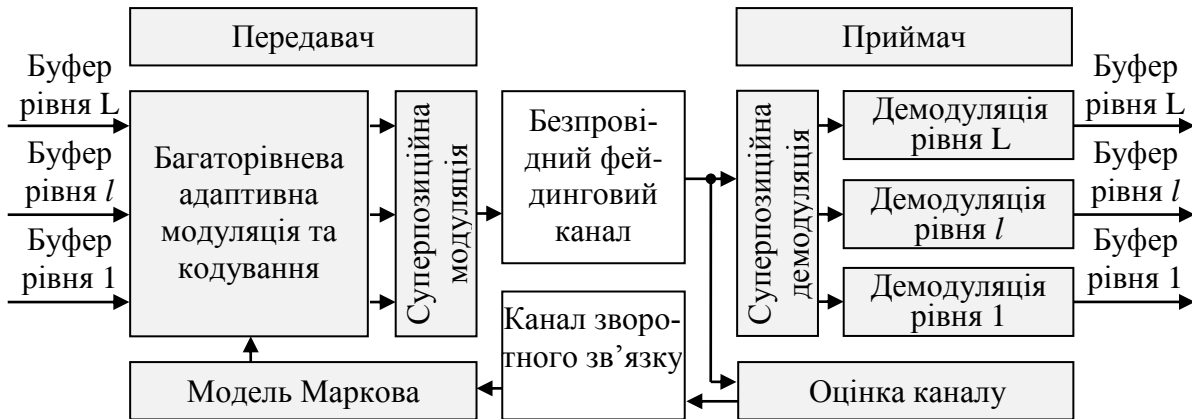 Передавач
Приймач
Буфер
рівня L
Буфер
рівня l
Буфер
рівня 1
Багаторівнева
адаптивна
модуляція та
кодування
Суперпозиційна
модуляція
Безпрові-
дний фей-
динговий
канал
Суперпозиційна
демодуляція
Демодуляція
рівня L
Демодуляція
рівня l
Демодуляція
рівня 1
Буфер
рівня L
Буфер
рівня l
Буфер
рівня 1
Модель Маркова
Канал зворо-
тного зв’язку
Оцінка каналу